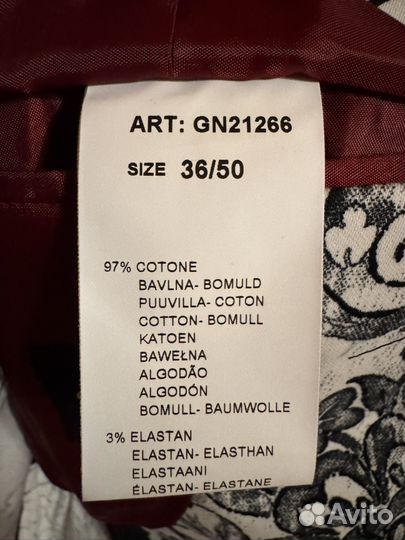 ART: GN21266
SIZE 36/50
97% COTONE
BAVLNA- BOMULD
PUUVILLA- COTON
COTTON- BOMULL
KATOEN
BAWEŁNA
ALGODÃO
ALGODÓN
BOMULL- BAUMWOLLE
3% ELASTAN
ELASTAN- ELASTHAN
ELASTAANI
ÉLASTAN- ELASTANE
Avito